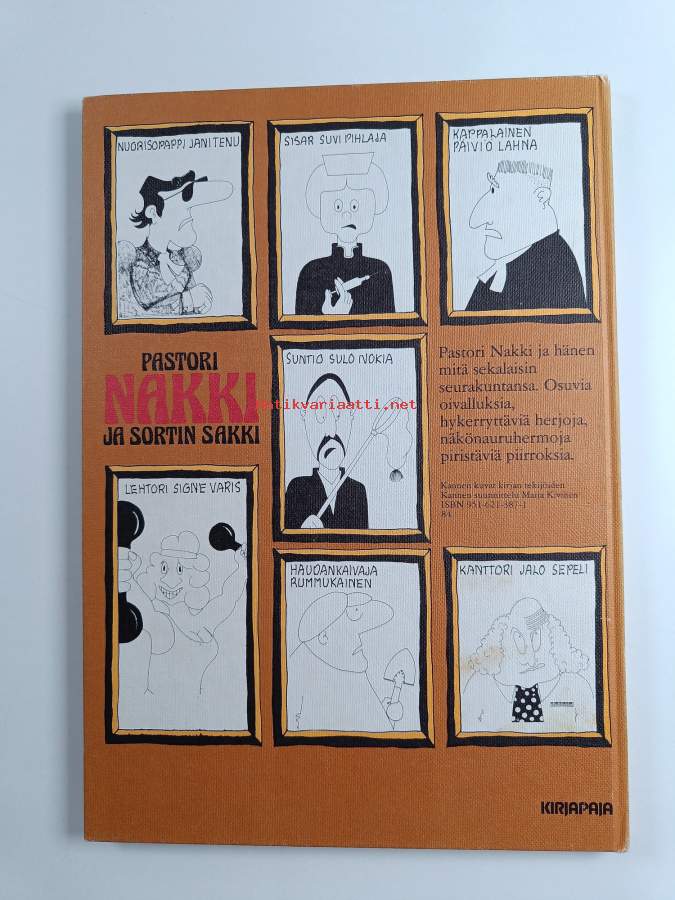 NUORISOPAPPI JANI TENU
SISAR SUVI PIHLAJA
KAPPALAINEN
PÄIVIÖ LAHNA
PASTORI
NAKKI
JA SORTIN SAKKI
SUNTIO SULO NOKIA
Pastori Nakki ja hänen
mitä sekalaisin
seurakuntansa. Osuvia
oivalluksia,
hykerryttäviä herjoja,
näkönauruhermoja
piristäviä piirroksia.
Kannen kuvat kirjan tekijöiden
Kannen suunnittelu Maija Kivinen
ISBN 951-621-387-1
84.
antikvariaatti.net
LEHTORI SIGNE VARIS
HAUDANKAIVAJA
RUMMUKAINEN
KANTTORI JALO SEPELI
KIRJAPAJA